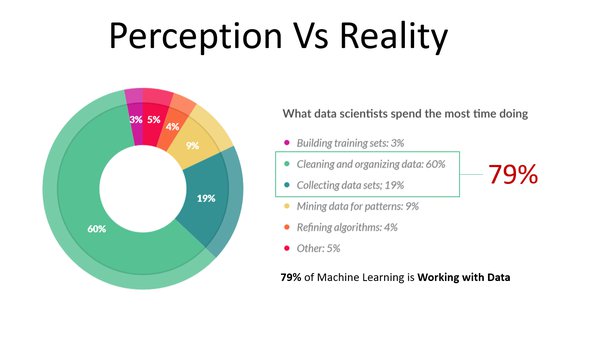 Perception Vs Reality
3% 5%
4%
9%
19%
60%
What data scientists spend the most time doing
Building training sets: 3%
Cleaning and organizing data: 60%
Collecting data sets; 19%
79%
Mining data for patterns: 9%
Refining algorithms: 4%
Other: 5%
79% of Machine Learning is Working with Data